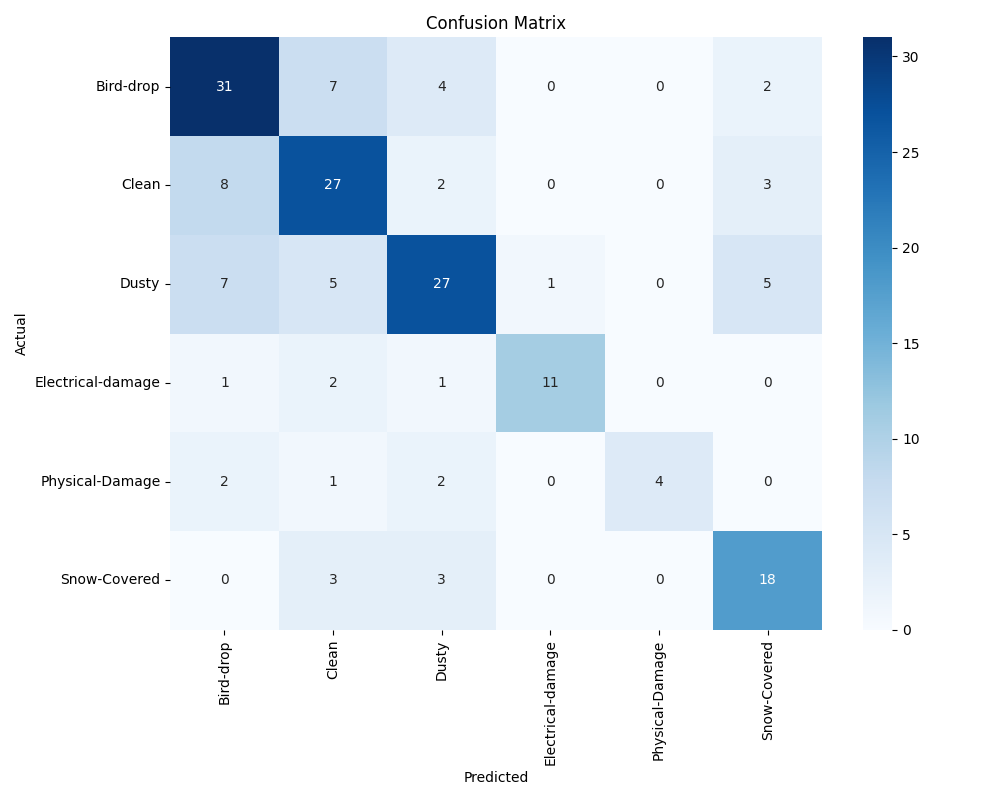 Confusion Matrix
Bird-drop 31 7 4 0 0 2
Clean 8 27 2 0 0 3
Dusty 7 5 27 1 0 5
Electrical-damage 1 2 1 11 0 0
Physical-Damage 2 1 2 0 4 0
Snow-Covered 0 3 3 0 0 18
Actual
Bird-drop Clean Dusty Electrical-damage Physical-Damage Snow-Covered
Predicted
30
25
20
15
10
5
0